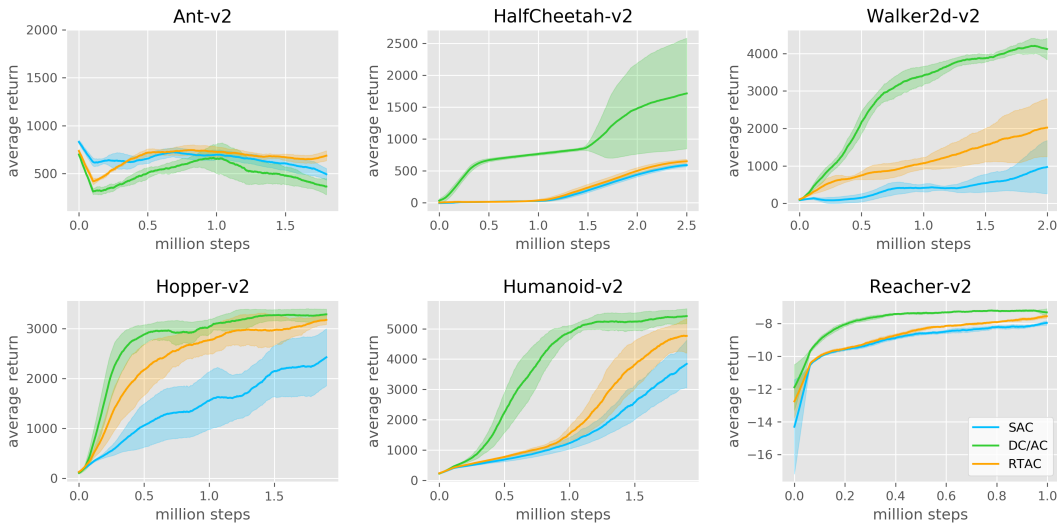 Ant-v2
HalfCheetah-v2
Walker2d-v2
average return
2000
1500
1000
500
0.0 0.5 1.0 1.5
million steps
average return
2500
2000
1500
1000
500
0
0.0 0.5 1.0 1.5 2.0 2.5
million steps
average return
4000
3000
2000
1000
0
0.0 0.5 1.0 1.5 2.0
million steps
Hopper-v2
Humanoid-v2
Reacher-v2
average return
3000
2000
1000
0
0.0 0.5 1.0 1.5
million steps
average return
5000
4000
3000
2000
1000
0
0.0 0.5 1.0 1.5
million steps
average return
−8
−10
−12
−14
−16
0.0 0.2 0.4 0.6 0.8 1.0
million steps
SAC
DC/AC
RTAC